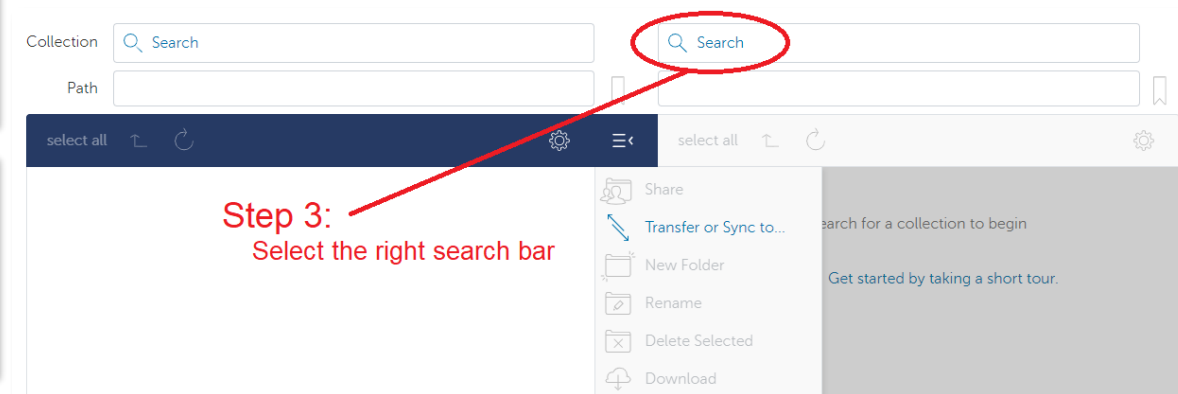 Collection Search Search
Path
select all select all
Step 3:
Select the right search bar
Share
Transfer or Sync to...
New Folder
Rename
Delete Selected
Download
earch for a collection to begin
Get started by taking a short tour.